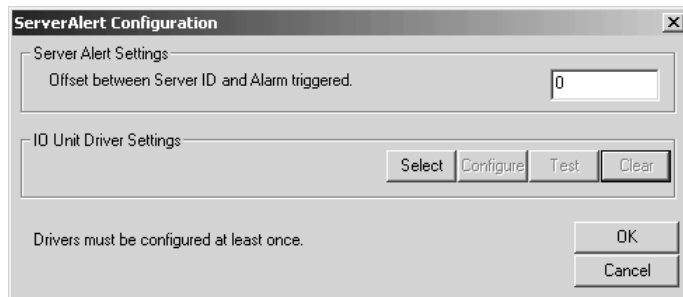 ServerAlert Configuration
Server Alert Settings
Offset between Server ID and Alarm triggered.
0
IO Unit Driver Settings
Select Configure Test Clear
Drivers must be configured at least once.
OK
Cancel